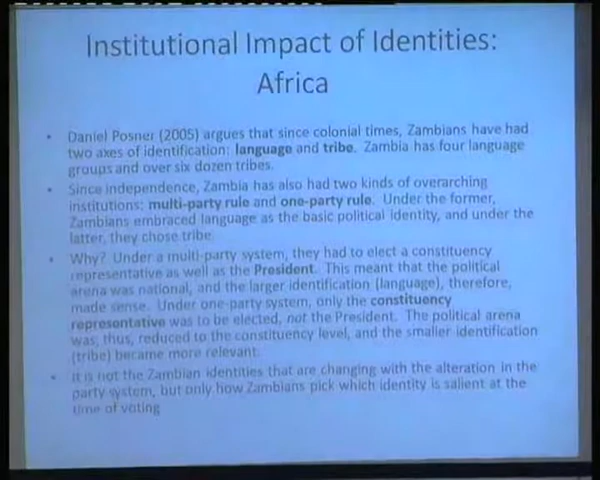 Institutional Impact of Identities:
Africa
• Daniel Posner (2005) argues that since colonial times, Zambians have had
two axes of identification: language and tribe. Zambia has four language
groups and over six dozen tribes.
• Since independence, Zambia has also had two kinds of overarching
institutions: multi-party rule and one-party rule. Under the former,
Zambians embraced language as the basic political identity, and under the
latter, they chose tribe.
• Why? Under a multi-party system, they had to elect a constituency
representative as well as the President. This meant that the political
arena was national, and the larger identification (language), therefore,
made sense. Under one-party system, only the constituency
representative was to be elected, not the President. The political arena
was, thus, reduced to the constituency level, and the smaller identification
(tribe) became more relevant.
• It is not the Zambian identities that are changing with the alteration in the
party system, but only how Zambians pick which identity is salient at the
time of voting